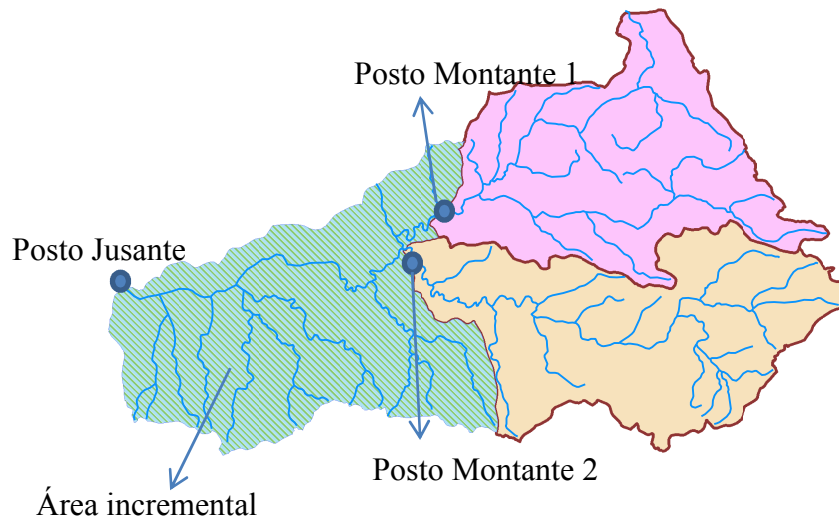 Posto Montante 1
Posto Jusante
Posto Montante 2
Área incremental